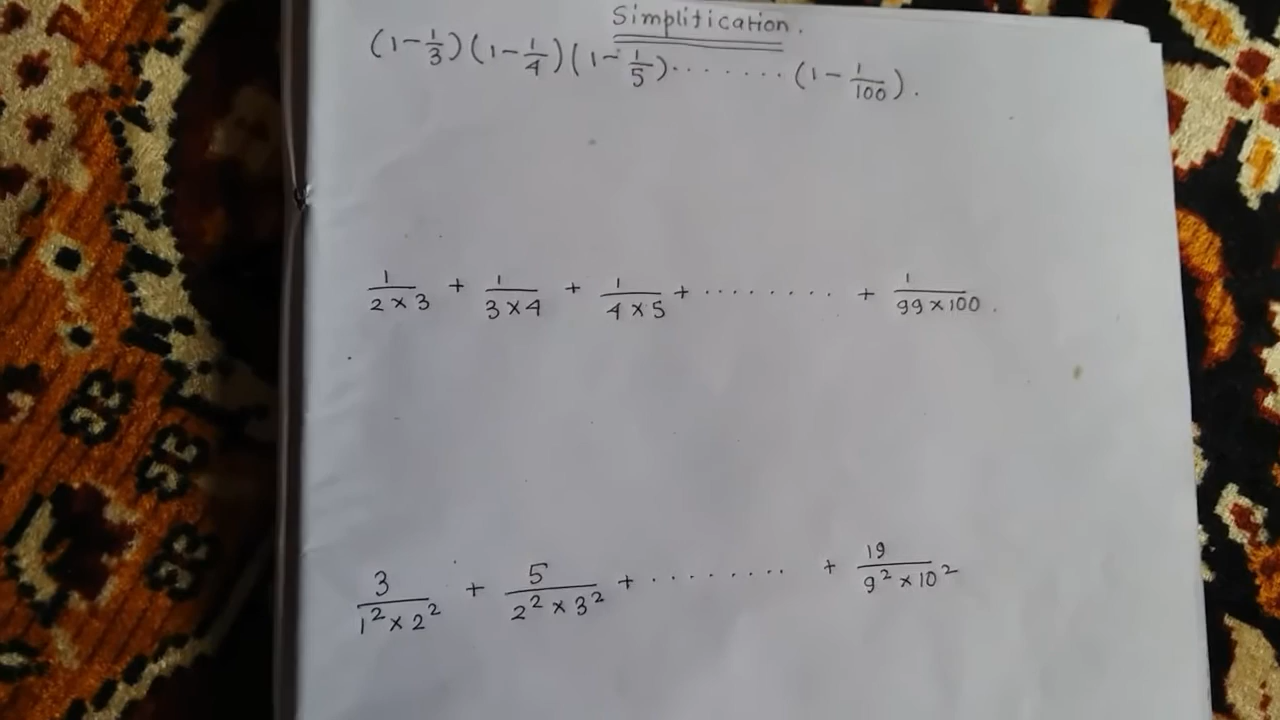 Simplification.
(1-1/3)(1-1/4)(1-1/5)........(1-1/100).
1/2×3 + 1/3×4 + 1/4×5 + ........ + 1/99×100.
3/1²×2² + 5/2²×3² + ........ + 19/9²×10²